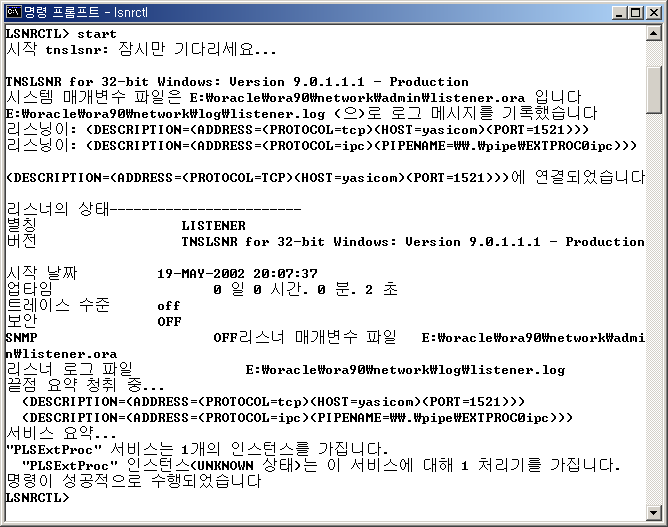 명령 프롬프트 - lsnrctl
LSNRCTL> start
시작 tnslsnr: 잠시만 기다리세요...
TNSLSNR for 32-bit Windows: Version 9.0.1.1.1 - Production
시스템 매개변수 파일은 E:₩oracle₩ora90₩network₩admin₩listener.ora 입니다
E:₩oracle₩ora90₩network₩log₩listener.log (으)로 로그 메시지를 기록했습니다
리스닝이: (DESCRIPTION=(ADDRESS=(PROTOCOL=tcp)(HOST=yasicom)(PORT=1521)))
리스닝이: (DESCRIPTION=(ADDRESS=(PROTOCOL=ipc)(PIPENAME=₩₩.₩pipe₩EXTPROC0ipc)))
(DESCRIPTION=(ADDRESS=(PROTOCOL=TCP)(HOST=yasicom)(PORT=1521)))에 연결되었습니다
리스너의 상태------------------------
별칭 LISTENER
버전 TNSLSNR for 32-bit Windows: Version 9.0.1.1.1 - Production
시작 날짜 19-MAY-2002 20:07:37
업타임 0 일 0 시간. 0 분. 2 초
트레이스 수준 off
보안 OFF
SNMP OFF리스너 매개변수 파일 E:₩oracle₩ora90₩network₩admi
n₩listener.ora
리스너 로그 파일 E:₩oracle₩ora90₩network₩log₩listener.log
끝점 요약 청취 중...
(DESCRIPTION=(ADDRESS=(PROTOCOL=tcp)(HOST=yasicom)(PORT=1521)))
(DESCRIPTION=(ADDRESS=(PROTOCOL=ipc)(PIPENAME=₩₩.₩pipe₩EXTPROC0ipc)))
서비스 요약...
"PLSExtProc" 서비스는 1개의 인스턴스를 가집니다.
"PLSExtProc" 인스턴스(UNKNOWN 상태)는 이 서비스에 대해 1 처리기를 가집니다.
명령이 성공적으로 수행되었습니다
LSNRCTL>